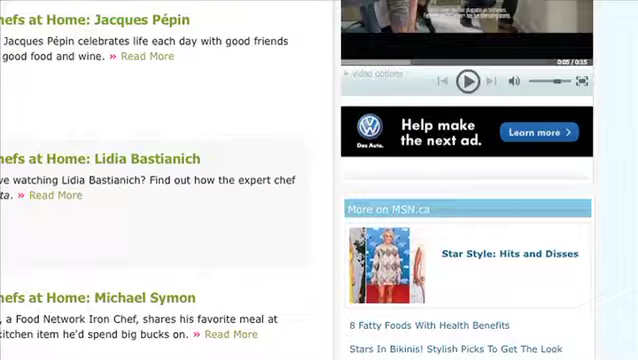 hefs at Home: Jacques Pépin
Jacques Pépin celebrates life each day with good friends
good food and wine. » Read More
hefs at Home: Lidia Bastianich
ve watching Lidia Bastianich? Find out how the expert chef
ta. » Read More
hefs at Home: Michael Symon
, a Food Network Iron Chef, shares his favorite meal at
kitchen item he'd spend big bucks on. » Read More
0:05 / 0:15
video options
Help make
the next ad.
Learn more
Das Auto.
More on MSN.ca
Star Style: Hits and Disses
8 Fatty Foods With Health Benefits
Stars In Bikinis! Stylish Picks To Get The Look